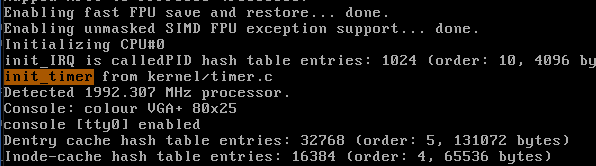 Enabling fast FPU save and restore... done.
Enabling unmasked SIMD FPU exception support... done.
Initializing CPU#0
init_IRQ is calledPID hash table entries: 1024 (order: 10, 4096 by
init_timer from kernel/timer.c
Detected 1992.307 MHz processor.
Console: colour VGA+ 80x25
console [tty0] enabled
Dentry cache hash table entries: 32768 (order: 5, 131072 bytes)
Inode-cache hash table entries: 16384 (order: 4, 65536 bytes)